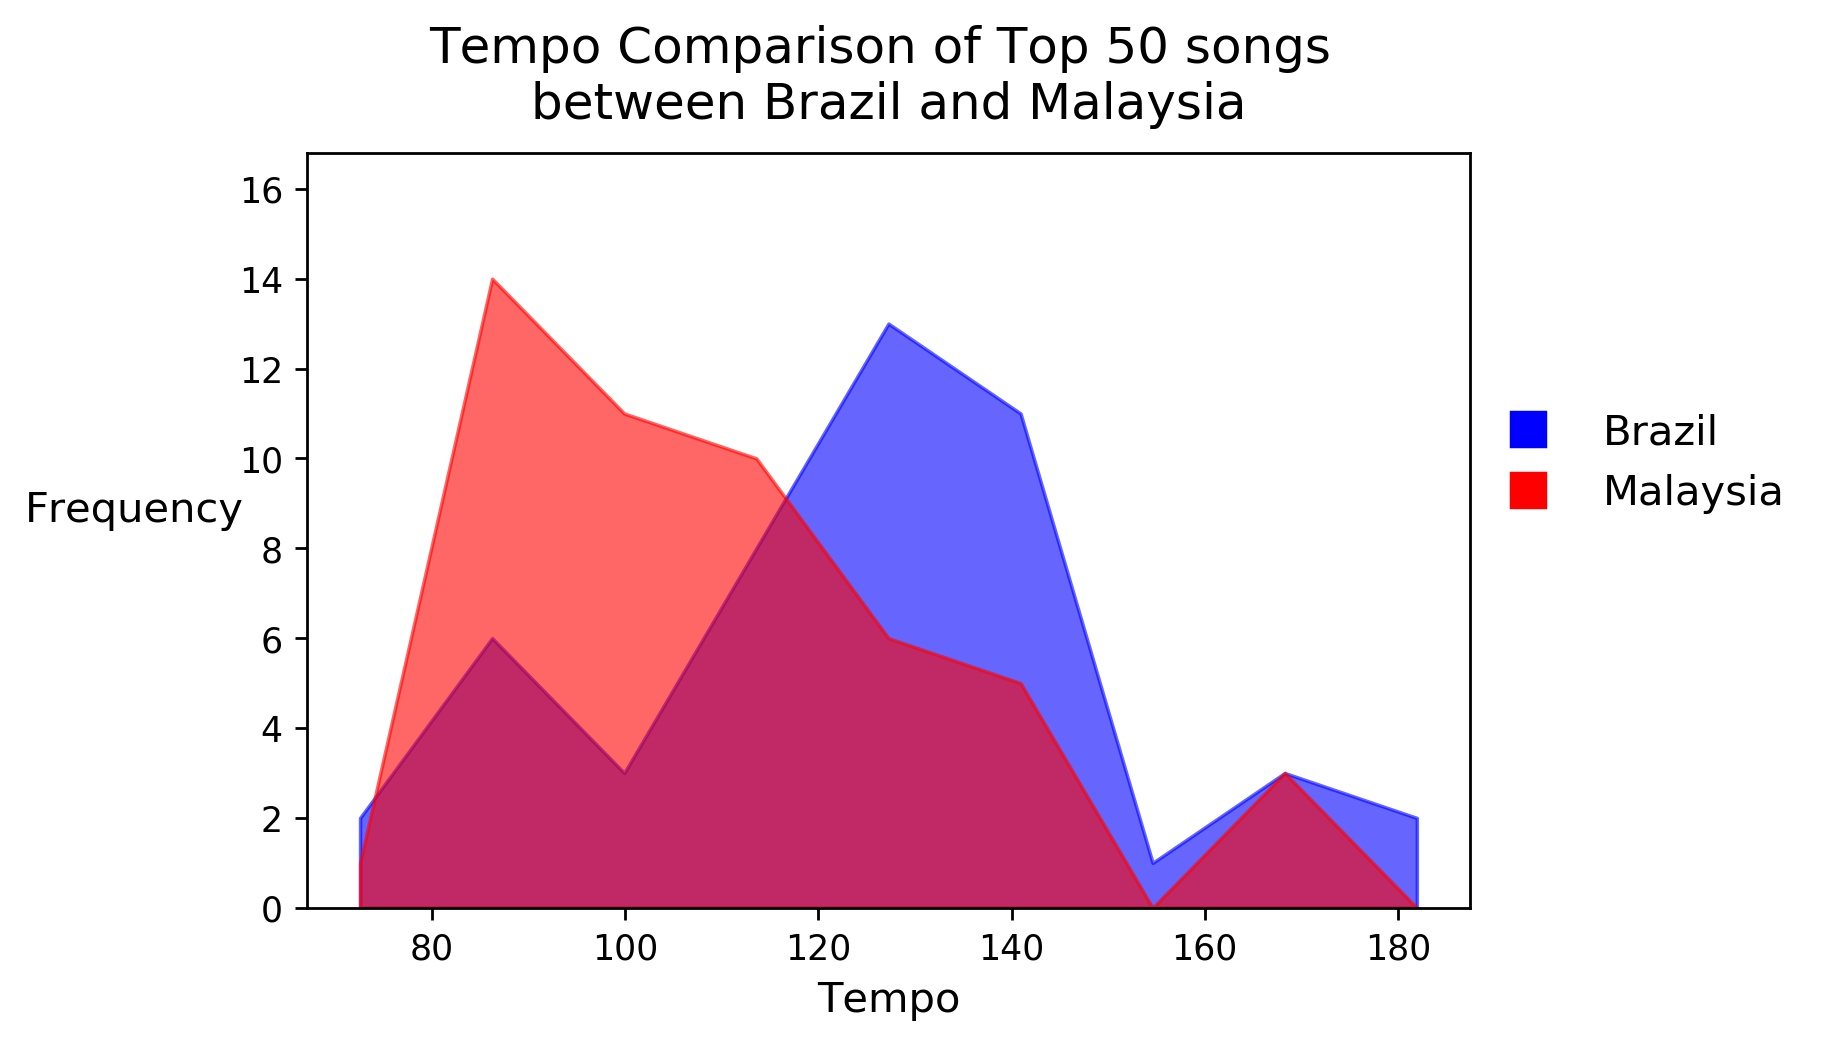 Tempo Comparison of Top 50 songs
between Brazil and Malaysia
16
14
12
10
8
6
4
2
0
Frequency
80 100 120 140 160 180
Tempo
Brazil
Malaysia